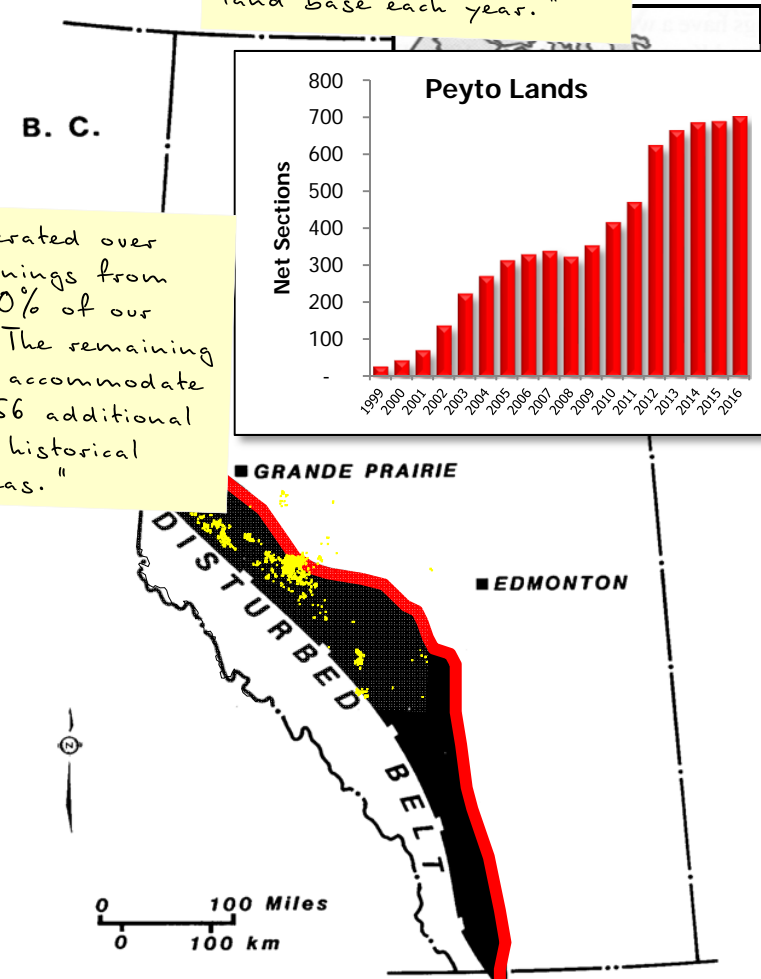 land base each year."
B. C.
Peyto Lands
Net Sections
800
700
600
500
400
300
200
100
-
1999
2000
2001
2002
2003
2004
2005
2006
2007
2008
2009
2010
2011
2012
2013
2014
2015
2016
erated over
nings from
0% of our
The remaining
accommodate
56 additional
historical
as."
GRANDE PRAIRIE
EDMONTON
DISTURBED
BELT
N
0 100 Miles
0 100 km